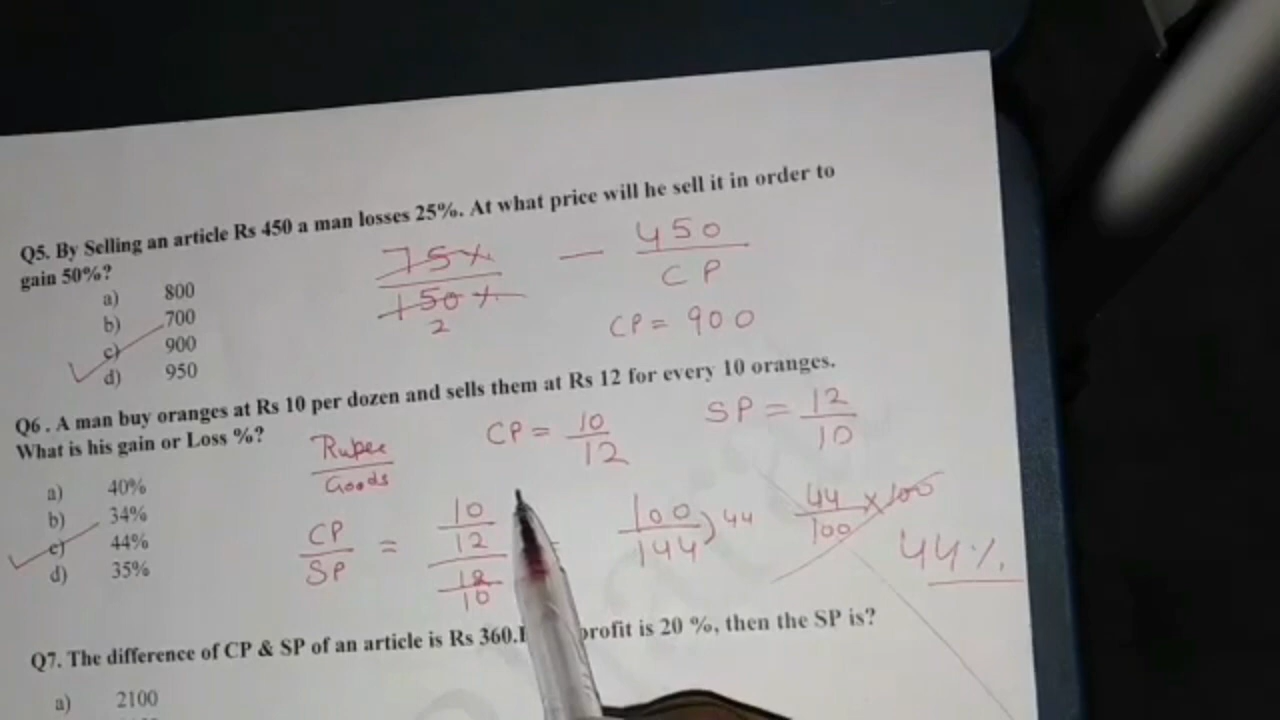 Q5. By Selling an article Rs 450 a man losses 25%. At what price will he sell it in order to
gain 50%?
a) 800
b) 700
c) 900
d) 950
75%
150%
2
—
450
CP
CP = 900
Q6 . A man buy oranges at Rs 10 per dozen and sells them at Rs 12 for every 10 oranges.
What is his gain or Loss %?
a) 40%
b) 34%
c) 44%
d) 35%
Rupee
Goods
CP = 10/12
SP = 12/10
CP/SP =
10
12
12
10
=
100
144
) 44
44/100 × 100
44%
Q7. The difference of CP & SP of an article is Rs 360. profit is 20 %, then the SP is?
a) 2100